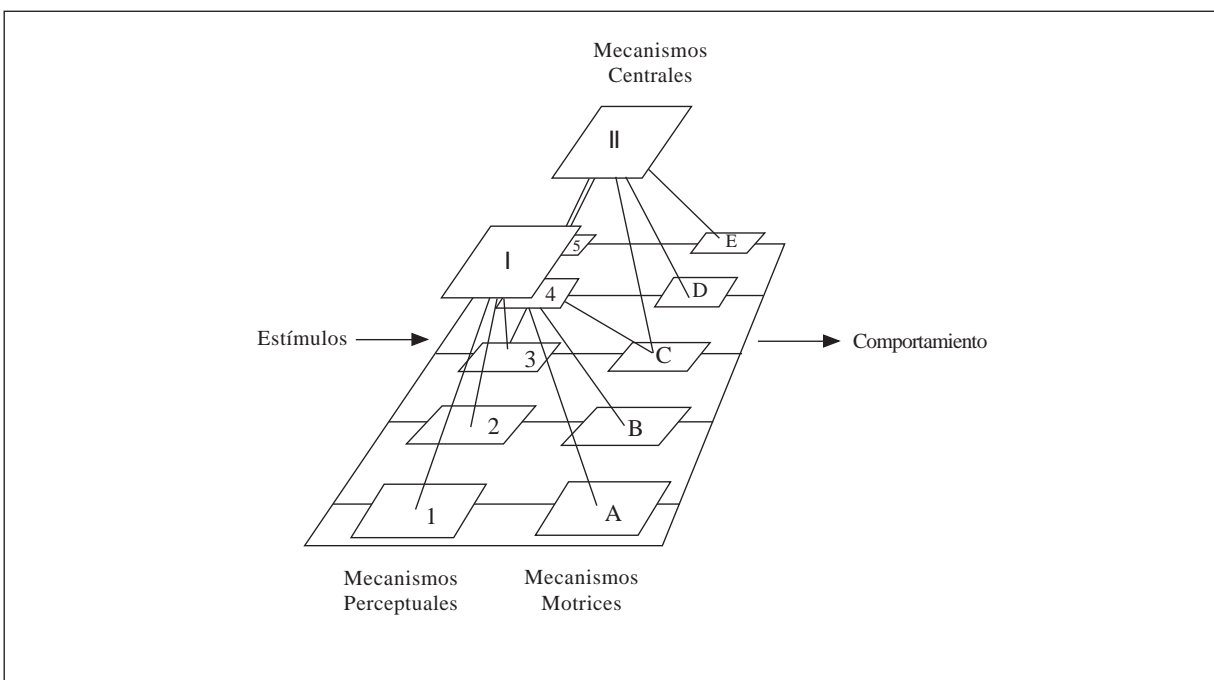 Mecanismos
Centrales
II
I
5
E
4
D
Estímulos
3
C
Comportamiento
2
B
1
A
Mecanismos
Perceptuales
Mecanismos
Motrices